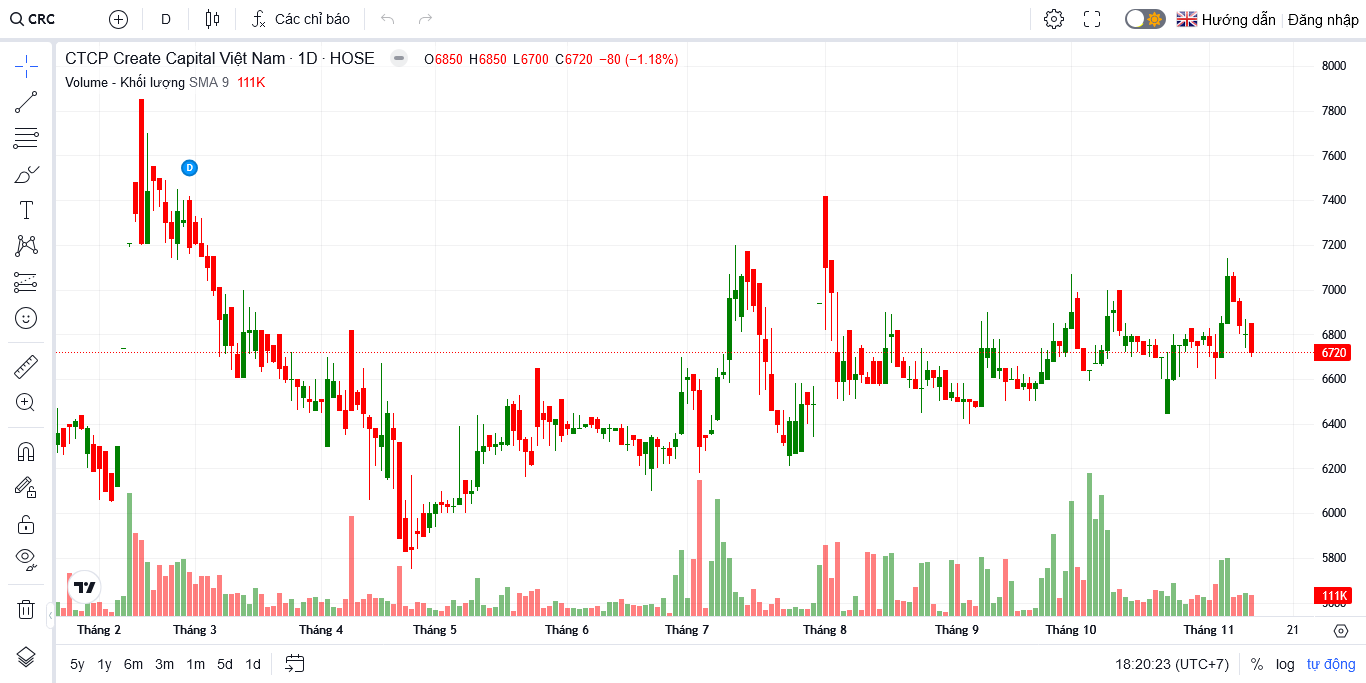 CRC D Các chỉ báo Hướng dẫn Đăng nhập
CTCP Create Capital Việt Nam · 1D · HOSE O6850 H6850 L6700 C6720 −80 (−1.18%)
Volume - Khối lượng SMA 9 111K
D
8000
7800
7600
7400
7200
7000
6800
6720
6600
6400
6200
6000
5800
111K
Tháng 2 Tháng 3 Tháng 4 Tháng 5 Tháng 6 Tháng 7 Tháng 8 Tháng 9 Tháng 10 Tháng 11 21
5y 1y 6m 3m 1m 5d 1d 18:20:23 (UTC+7) % log tự động